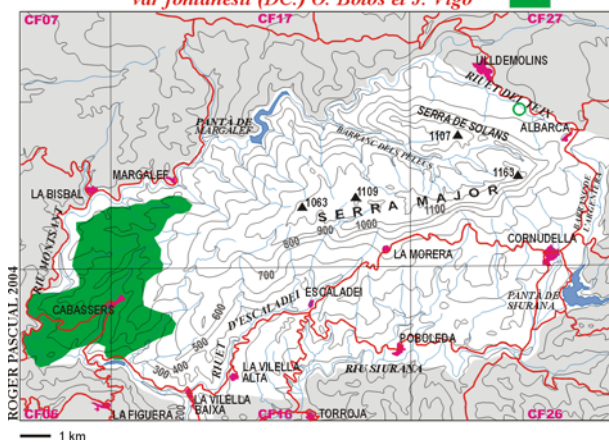 var fontanesii (DC.) O. Bolòs et J. Vigo
CF07
CF17
CF27
ULLDEMOLINS
RIUET DEL TEIX
PANTÀ DE
MARGALEF
SERRA DE SOLANS
1107
BARRANC DELS PÈLLECS
ALBARCA
MARGALEF
LA BISBAL
1163
1109
1063
SERRA MAJOR
1100
1000
900
800
700
600
500
300 400
200
RIU MONTSANT
CORNUDELLA
LA MORERA
CABASSERS
D'ESCALADEI
RIUET
ESCALADEI
PANTÀ DE
SIURANA
POBOLEDA
RIU SIURANA
LA VILELLA
ALTA
LA VILELLA
BAIXA
CF06
LA FIGUERA
CF16
TORROJA
CF26
ROGER PASCUAL 2004
1 km